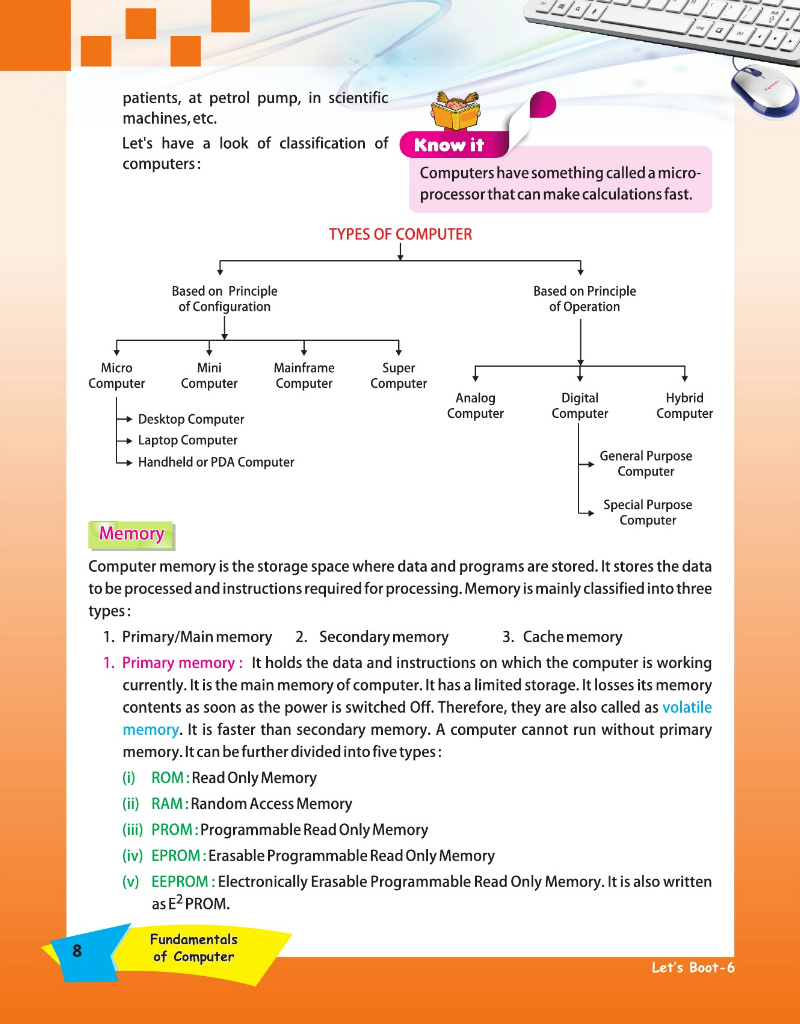 patients, at petrol pump, in scientific
machines, etc.
Let's have a look of classification of
computers :
Know it
Computers have something called a micro-
processor that can make calculations fast.
TYPES OF COMPUTER
Based on Principle
of Configuration
Based on Principle
of Operation
Micro
Computer
Mini
Computer
Mainframe
Computer
Super
Computer
Analog
Computer
Digital
Computer
Hybrid
Computer
Desktop Computer
Laptop Computer
Handheld or PDA Computer
General Purpose
Computer
Special Purpose
Computer
Memory
Computer memory is the storage space where data and programs are stored. It stores the data
to be processed and instructions required for processing. Memory is mainly classified into three
types :
1. Primary/Main memory 2. Secondary memory 3. Cache memory
1. Primary memory : It holds the data and instructions on which the computer is working
currently. It is the main memory of computer. It has a limited storage. It losses its memory
contents as soon as the power is switched Off. Therefore, they are also called as volatile
memory. It is faster than secondary memory. A computer cannot run without primary
memory. It can be further divided into five types :
(i) ROM : Read Only Memory
(ii) RAM : Random Access Memory
(iii) PROM : Programmable Read Only Memory
(iv) EPROM : Erasable Programmable Read Only Memory
(v) EEPROM : Electronically Erasable Programmable Read Only Memory. It is also written
as E² PROM.
8
Fundamentals
of Computer
Let's Boot-6